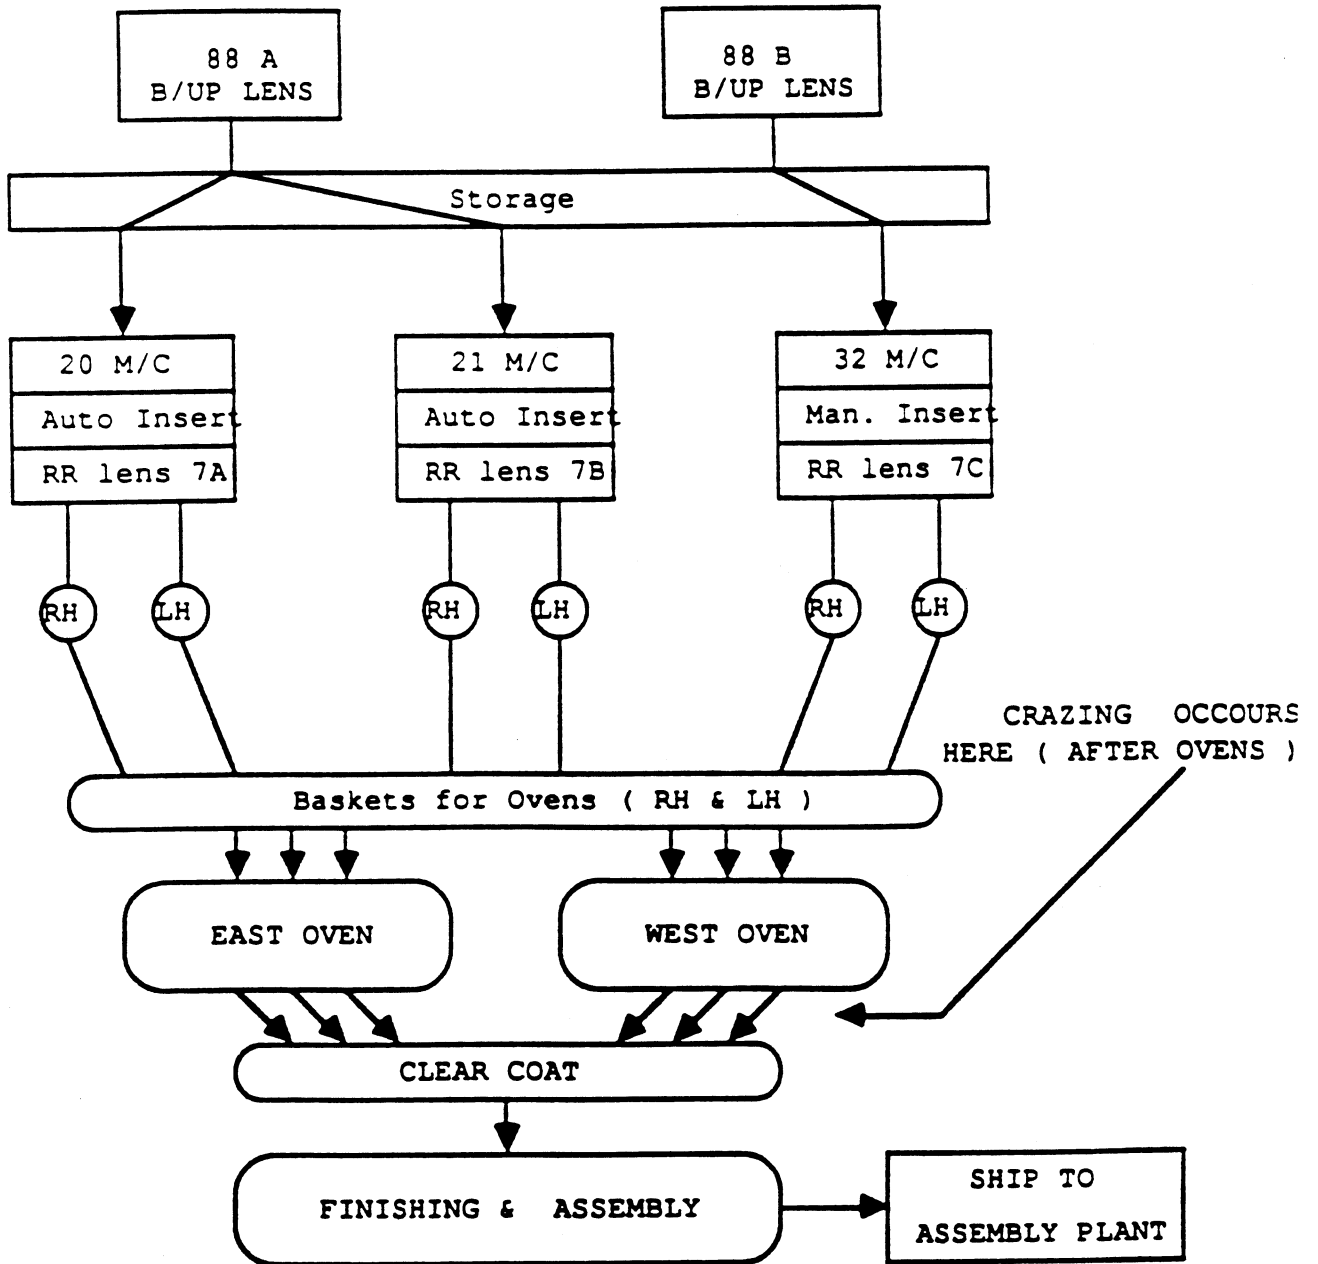 88 A
B/UP LENS
88 B
B/UP LENS
Storage
20 M/C
Auto Insert
RR lens 7A
21 M/C
Auto Insert
RR lens 7B
32 M/C
Man. Insert
RR lens 7C
RH
LH
RH
LH
RH
LH
CRAZING OCCOURS
HERE ( AFTER OVENS )
Baskets for Ovens ( RH & LH )
EAST OVEN
WEST OVEN
CLEAR COAT
FINISHING & ASSEMBLY
SHIP TO
ASSEMBLY PLANT